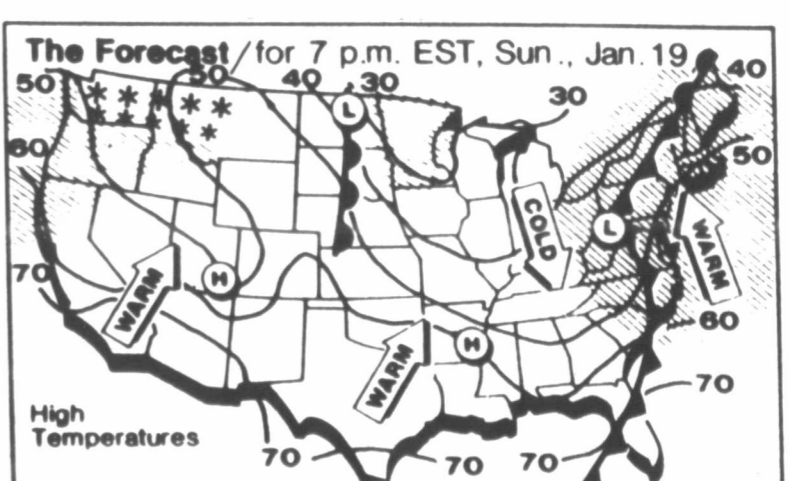 The Forecast/for 7 p.m. EST, Sun., Jan. 19
50 50 40 30 40
30
60 50
L
COLD
L
WARM
70 WARM H
60
WARM H
70
High
Temperatures
70 70 70